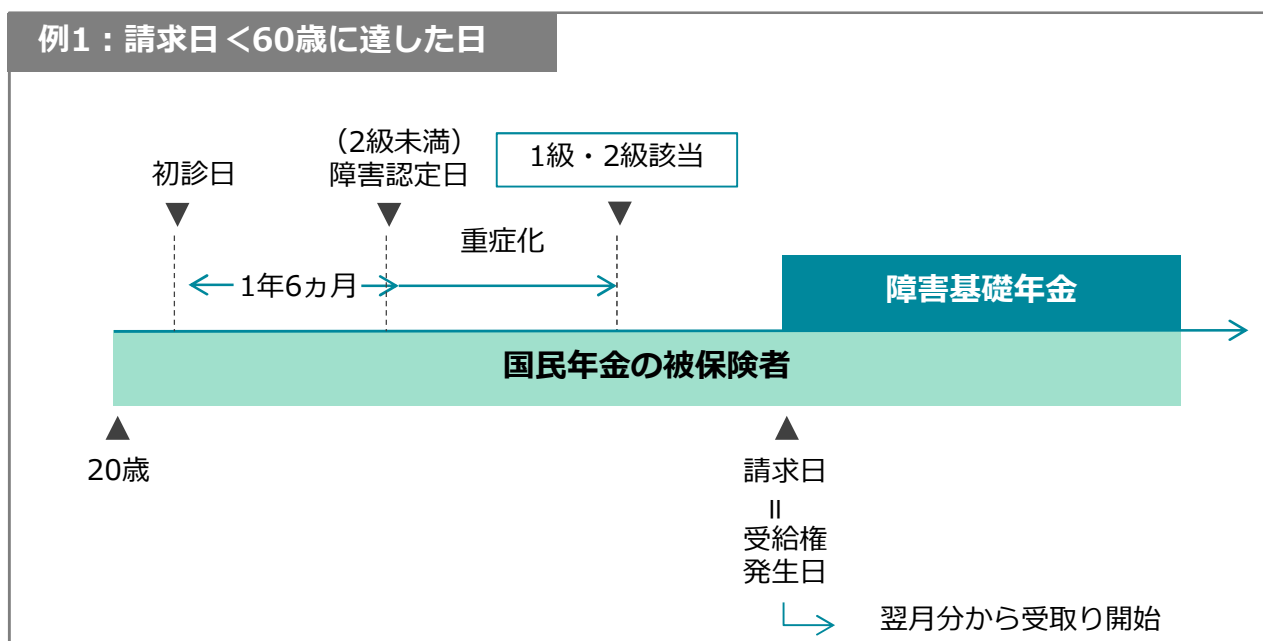 例1：請求日＜60歳に達した日
（2級未満）
初診日
障害認定日
1級・2級該当
重症化
1年6ヵ月
障害基礎年金
国民年金の被保険者
20歳
請求日
＝
受給権
発生日
翌月分から受取り開始